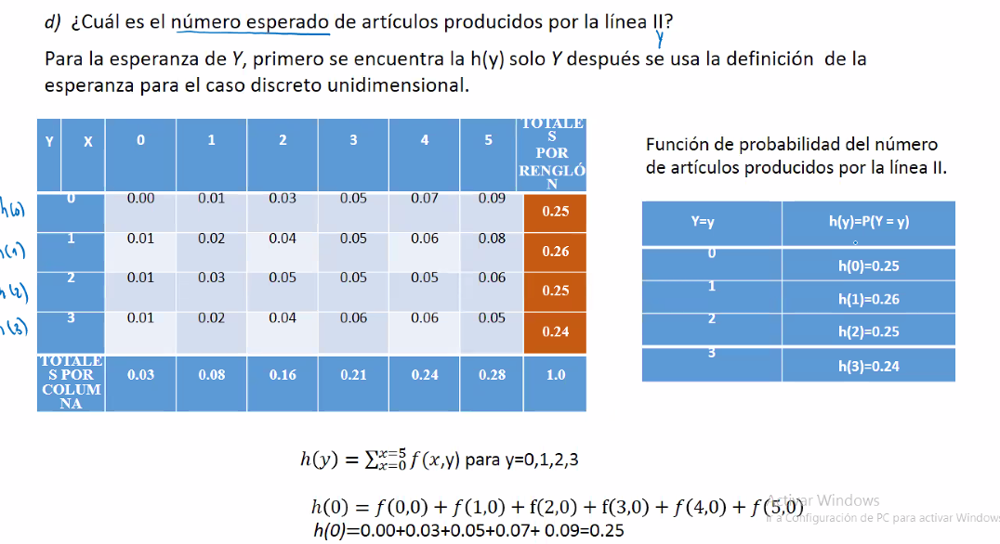 d) ¿Cuál es el número esperado de artículos producidos por la línea II?
y
Para la esperanza de Y, primero se encuentra la h(y) solo Y después se usa la definición de la
esperanza para el caso discreto unidimensional.
Y X 0 1 2 3 4 5 TOTALE
S
POR
RENGLÓ
N
h(0) 0 0.00 0.01 0.03 0.05 0.07 0.09 0.25
h(1) 1 0.01 0.02 0.04 0.05 0.06 0.08 0.26
h(2) 2 0.01 0.03 0.05 0.05 0.05 0.06 0.25
h(3) 3 0.01 0.02 0.04 0.06 0.06 0.05 0.24
TOTALE
S POR
COLUM
NA
0.03 0.08 0.16 0.21 0.24 0.28 1.0
Función de probabilidad del número
de artículos producidos por la línea II.
Y=y h(y)=P(Y = y)
0 h(0)=0.25
1 h(1)=0.26
2 h(2)=0.25
3 h(3)=0.24
h(y) = ∑_{x=0}^{x=5} f(x,y) para y=0,1,2,3
h(0) = f(0,0) + f(1,0) + f(2,0) + f(3,0) + f(4,0) + f(5,0)
h(0)=0.00+0.03+0.05+0.07+ 0.09=0.25
Activar Windows
Ir a Configuración de PC para activar Windows